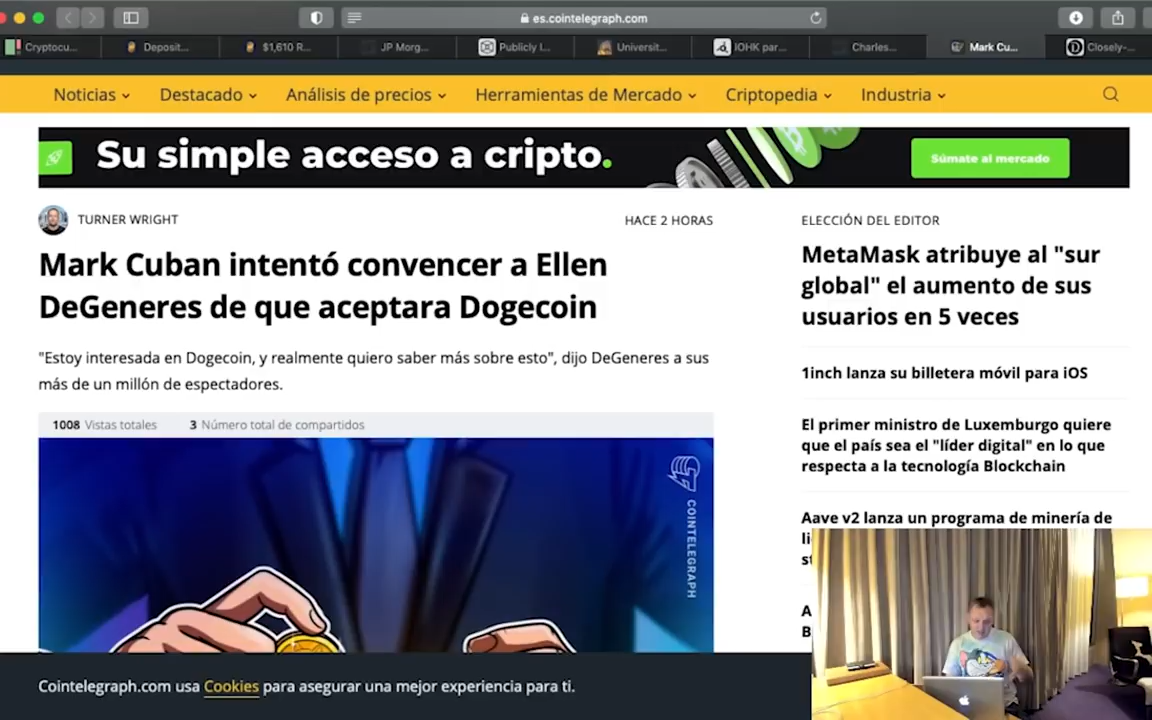 es.cointelegraph.com
Cryptocu...
Deposit...
$1,610 R...
JP Morg...
Publicly I...
Universit...
IOHK par...
Charles...
Mark Cu...
Closely-...
Noticias
Destacado
Análisis de precios
Herramientas de Mercado
Criptopedia
Industria
Su simple acceso a cripto.
Súmate al mercado
TURNER WRIGHT
HACE 2 HORAS
Mark Cuban intentó convencer a Ellen
DeGeneres de que aceptara Dogecoin
"Estoy interesada en Dogecoin, y realmente quiero saber más sobre esto", dijo DeGeneres a sus
más de un millón de espectadores.
1008 Vistas totales
3 Número total de compartidos
COINTELEGRAPH
ELECCIÓN DEL EDITOR
MetaMask atribuye al "sur
global" el aumento de sus
usuarios en 5 veces
1inch lanza su billetera móvil para iOS
El primer ministro de Luxemburgo quiere
que el país sea el "líder digital" en lo que
respecta a la tecnología Blockchain
Aave v2 lanza un programa de minería de
Cointelegraph.com usa Cookies para asegurar una mejor experiencia para ti.